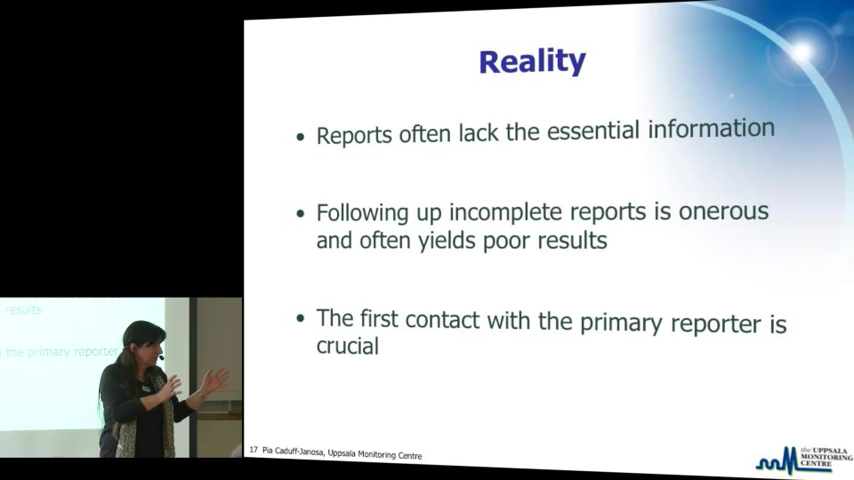 Reality
• Reports often lack the essential information
• Following up incomplete reports is onerous
and often yields poor results
• The first contact with the primary reporter is
crucial
results
the primary reporter
17 Pia Caduff-Janosa, Uppsala Monitoring Centre
the UPPSALA
MONITORING
CENTRE